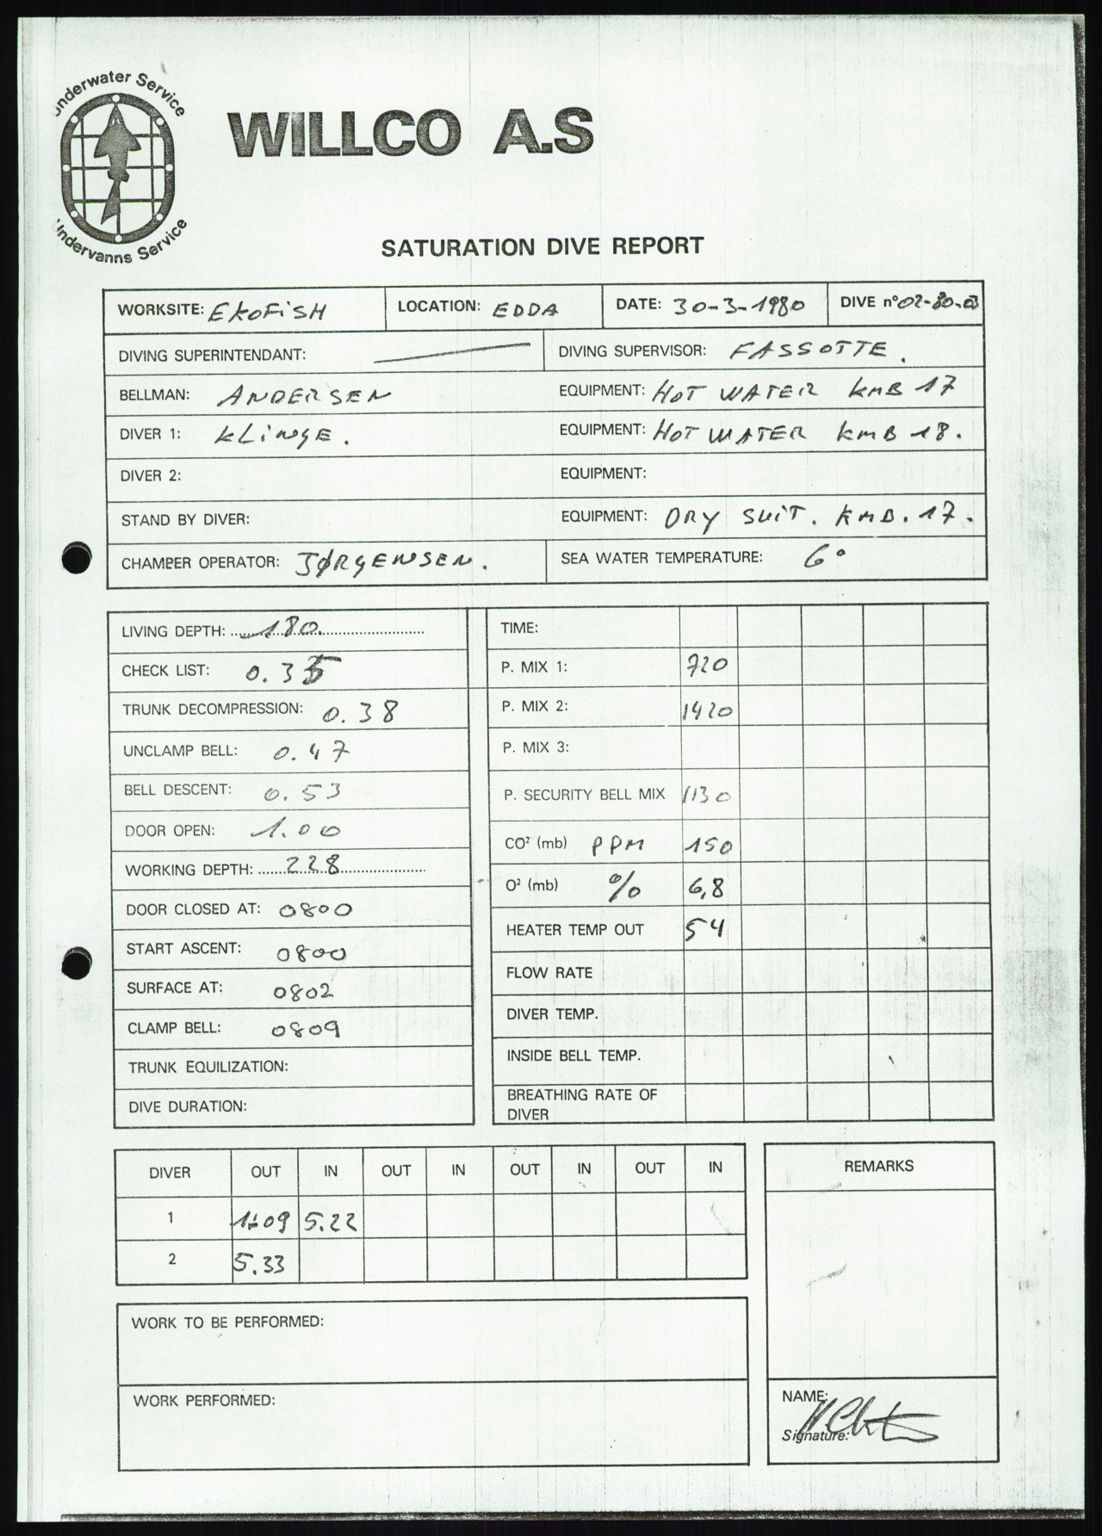 Underwater Service
WILLCO A.S
Undervanns Service
SATURATION DIVE REPORT
WORKSITE: EKOFiSH LOCATION: EDDA DATE: 30-3-1980 DIVE n° 02-80-03
DIVING SUPERINTENDANT: DIVING SUPERVISOR: FASSOTTE.
BELLMAN: ANDERSEN EQUIPMENT: HOT WATER KMB 17
DIVER 1: KLiNGE. EQUIPMENT: HOT WATER KMB 18.
DIVER 2: EQUIPMENT:
STAND BY DIVER: EQUIPMENT: DRY SUIT. KMB. 17.
CHAMPER OPERATOR: JØRGENSEN. SEA WATER TEMPERATURE: 6°
LIVING DEPTH: 180
CHECK LIST: 0.35
TRUNK DECOMPRESSION: 0.38
UNCLAMP BELL: 0.47
BELL DESCENT: 0.53
DOOR OPEN: 1.00
WORKING DEPTH: 228
DOOR CLOSED AT: 0800
START ASCENT: 0800
SURFACE AT: 0802
CLAMP BELL: 0809
TRUNK EQUILIZATION:
DIVE DURATION:
TIME:
P. MIX 1: 720
P. MIX 2: 1420
P. MIX 3:
P. SECURITY BELL MIX 1130
CO² (mb) PPM 150
O² (mb) % 6,8
HEATER TEMP OUT 54
FLOW RATE
DIVER TEMP.
INSIDE BELL TEMP.
BREATHING RATE OF
DIVER
DIVER OUT IN OUT IN OUT IN OUT IN
1 1:09 5.22
2 5.33
REMARKS
WORK TO BE PERFORMED:
WORK PERFORMED:
NAME:
Signature: